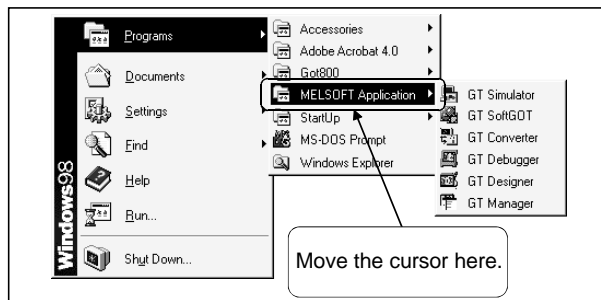 Programs
Documents
Settings
Find
Help
Run...
Shut Down...
Windows98
Accessories
Adobe Acrobat 4.0
Got800
MELSOFT Application
StartUp
MS-DOS Prompt
Windows Explorer
GT Simulator
GT SoftGOT
GT Converter
GT Debugger
GT Designer
GT Manager
Move the cursor here.